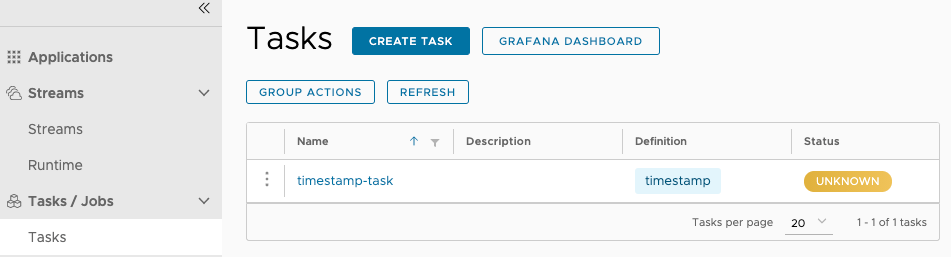 Applications
Streams
Streams
Runtime
Tasks / Jobs
Tasks
Tasks CREATE TASK GRAFANA DASHBOARD
GROUP ACTIONS REFRESH
Name Description Definition Status
timestamp-task timestamp UNKNOWN
Tasks per page 20 1 - 1 of 1 tasks